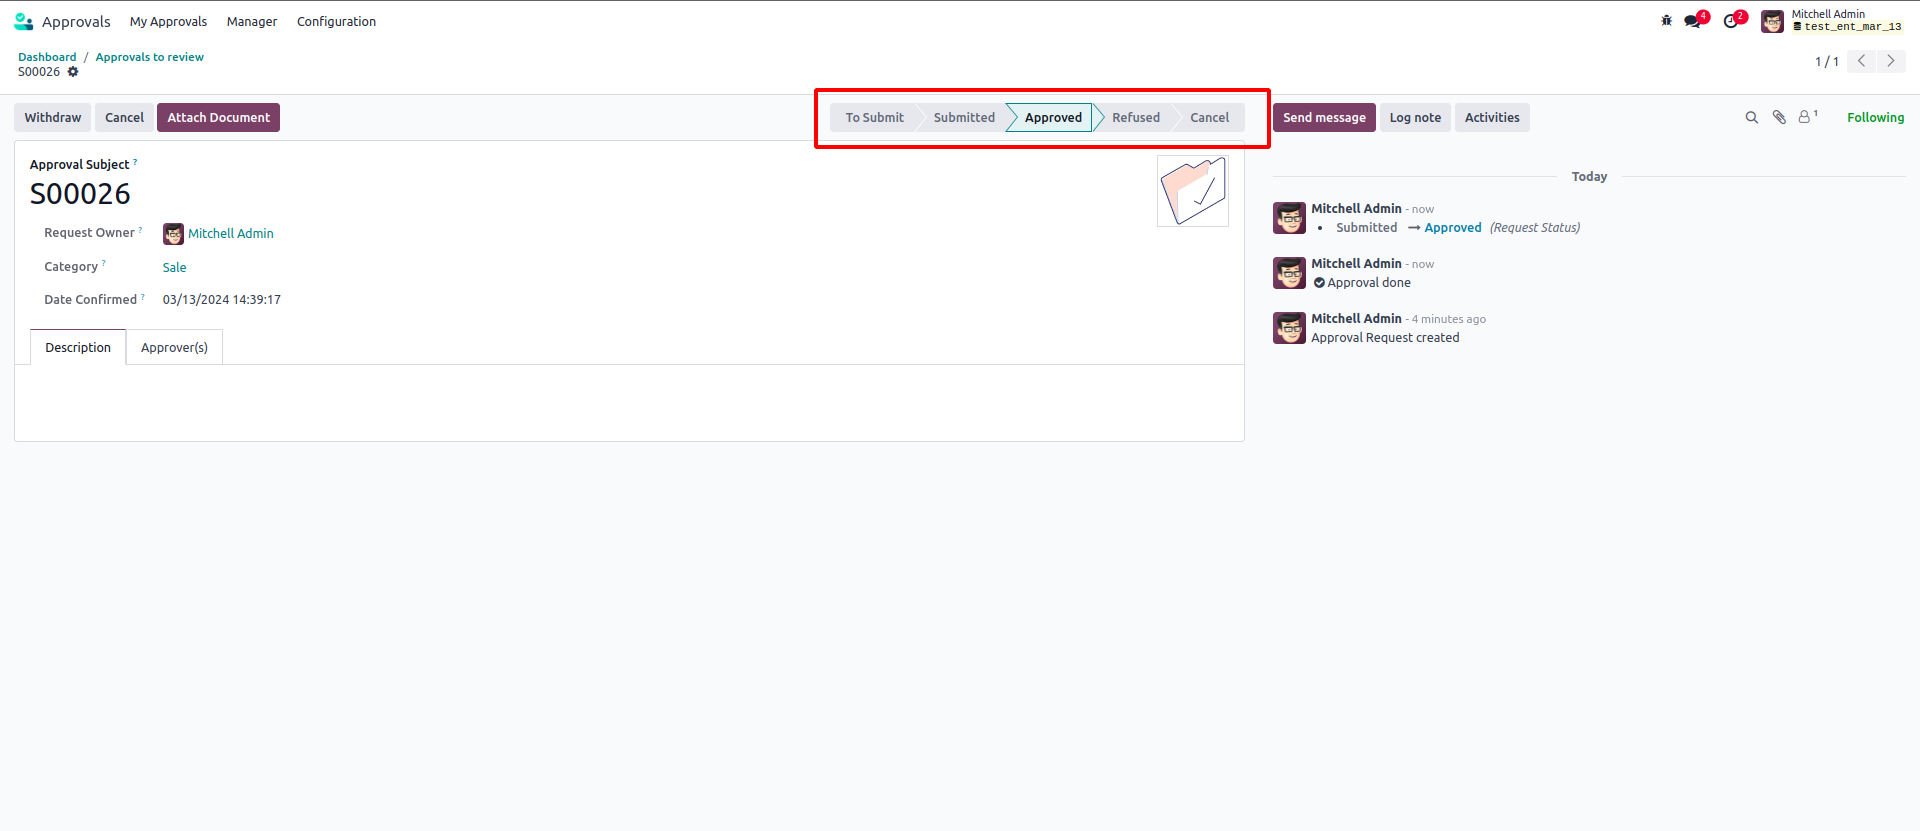 Approvals My Approvals Manager Configuration 4 2 Mitchell Admin
test_ent_mar_13
Dashboard / Approvals to review
S00026
1 / 1
Withdraw Cancel Attach Document To Submit Submitted Approved Refused Cancel Send message Log note Activities 1 Following
Approval Subject ?
S00026
Request Owner ? Mitchell Admin
Category ? Sale
Date Confirmed ? 03/13/2024 14:39:17
Description Approver(s)
Today
Mitchell Admin - now
• Submitted → Approved (Request Status)
Mitchell Admin - now
Approval done
Mitchell Admin - 4 minutes ago
Approval Request created